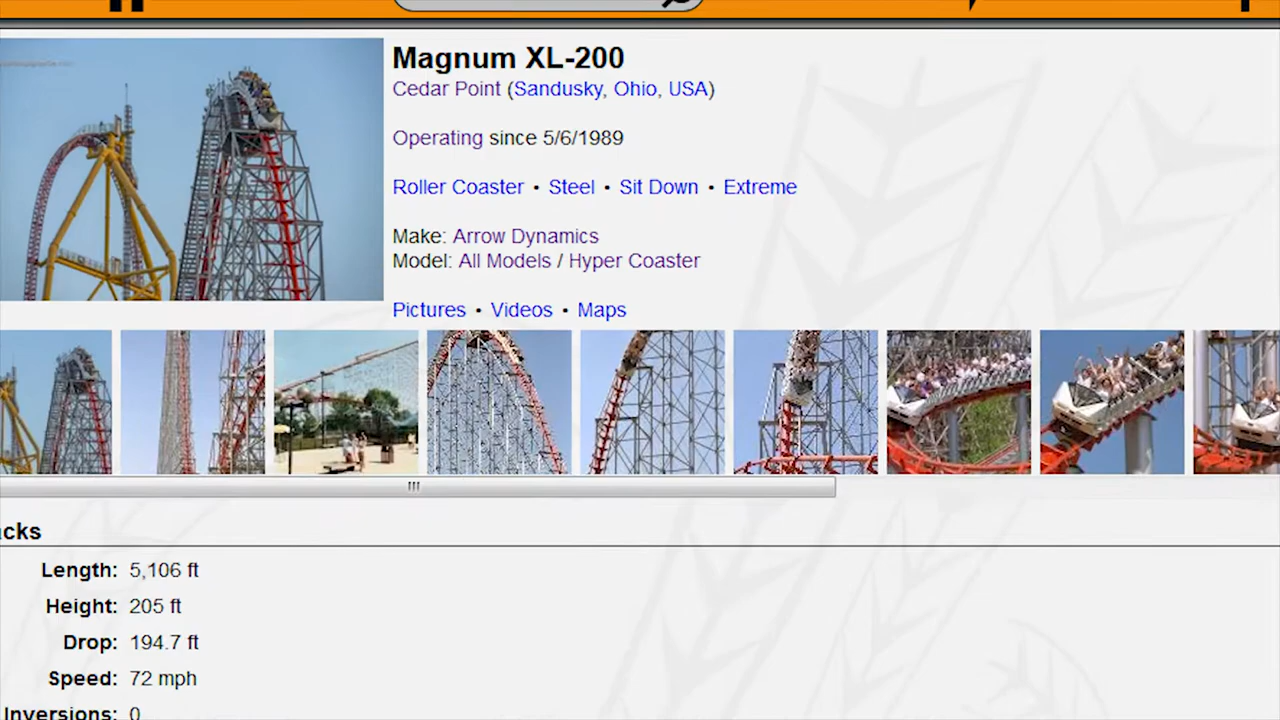 Magnum XL-200
Cedar Point (Sandusky, Ohio, USA)
Operating since 5/6/1989
Roller Coaster • Steel • Sit Down • Extreme
Make: Arrow Dynamics
Model: All Models / Hyper Coaster
Pictures • Videos • Maps
cks
Length: 5,106 ft
Height: 205 ft
Drop: 194.7 ft
Speed: 72 mph
Inversions: 0